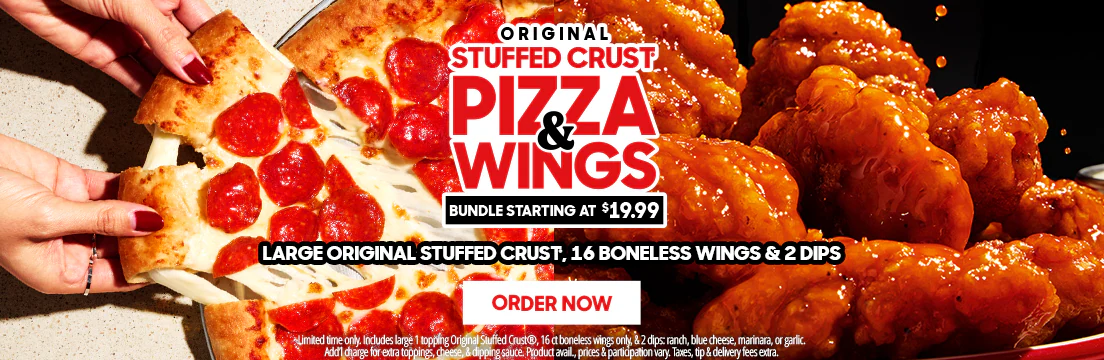 ORIGINAL
STUFFED CRUST®
PIZZA
&
WINGS
BUNDLE STARTING AT $19.99
LARGE ORIGINAL STUFFED CRUST®, 16 BONELESS WINGS & 2 DIPS
ORDER NOW
*Limited time only. Includes large 1 topping Original Stuffed Crust®, 16 ct boneless wings only, & 2 dips: ranch, blue cheese, marinara, or garlic.
Add'l charge for extra toppings, cheese, & dipping sauce. Product avail., prices & participation vary. Taxes, tip & delivery fees extra.